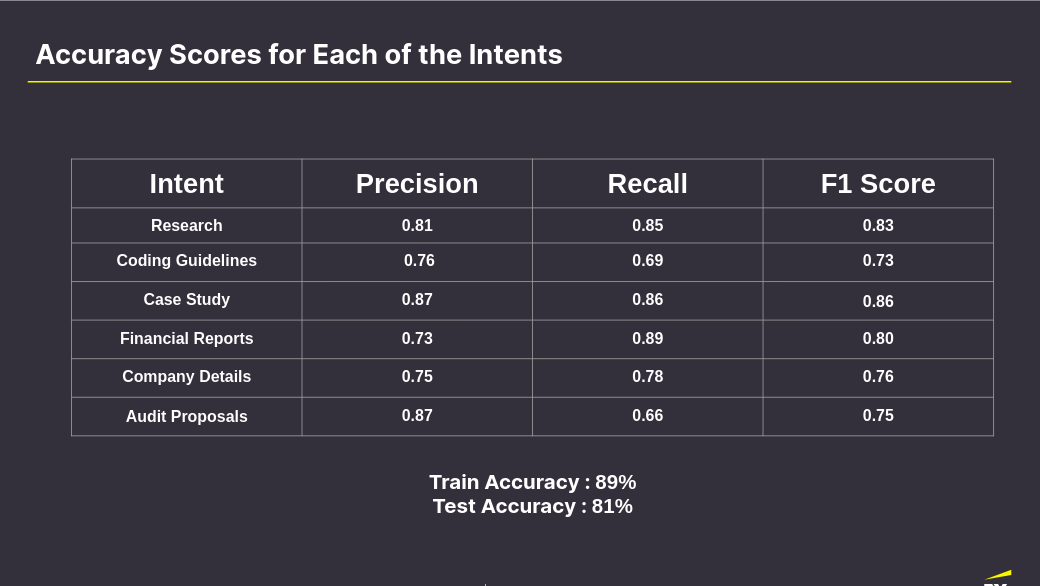 Accuracy Scores for Each of the Intents
Intent Precision Recall F1 Score
Research 0.81 0.85 0.83
Coding Guidelines 0.76 0.69 0.73
Case Study 0.87 0.86 0.86
Financial Reports 0.73 0.89 0.80
Company Details 0.75 0.78 0.76
Audit Proposals 0.87 0.66 0.75
Train Accuracy : 89%
Test Accuracy : 81%